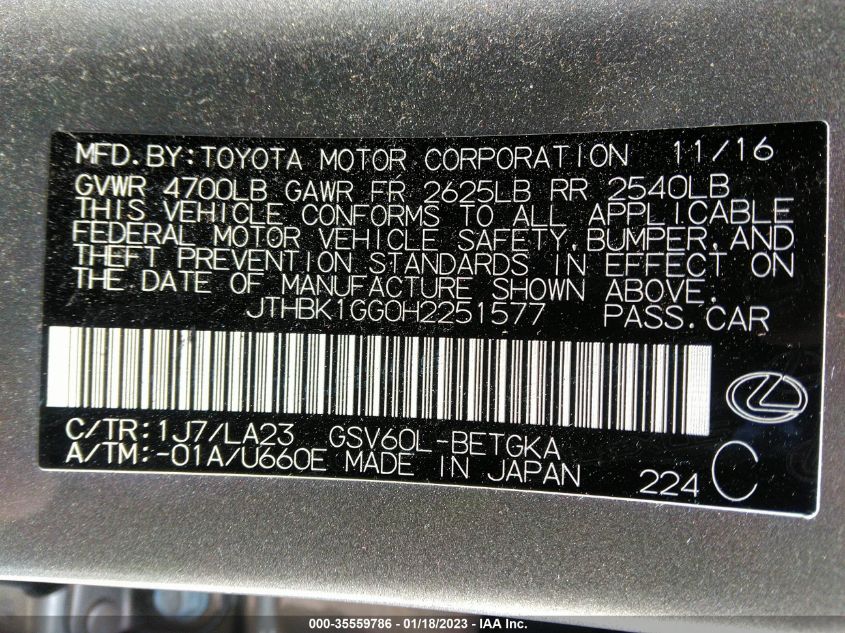 MFD.BY:TOYOTA MOTOR CORPORATION 11/16
GVWR 4700LB GAWR FR 2625LB RR 2540LB
THIS VEHICLE CONFORMS TO ALL APPLICABLE
FEDERAL MOTOR VEHICLE SAFETY,BUMPER,AND
THEFT PREVENTION STANDARDS IN EFFECT ON
THE DATE OF MANUFACTURE SHOWN ABOVE.
JTHBK1GG0H2251577 PASS.CAR
C/TR:1J7/LA23 GSV60L-BETGKA
A/TM:-01A/U660E MADE IN JAPAN
224 C
000-35559786 - 01/18/2023 - © IAA, Inc.